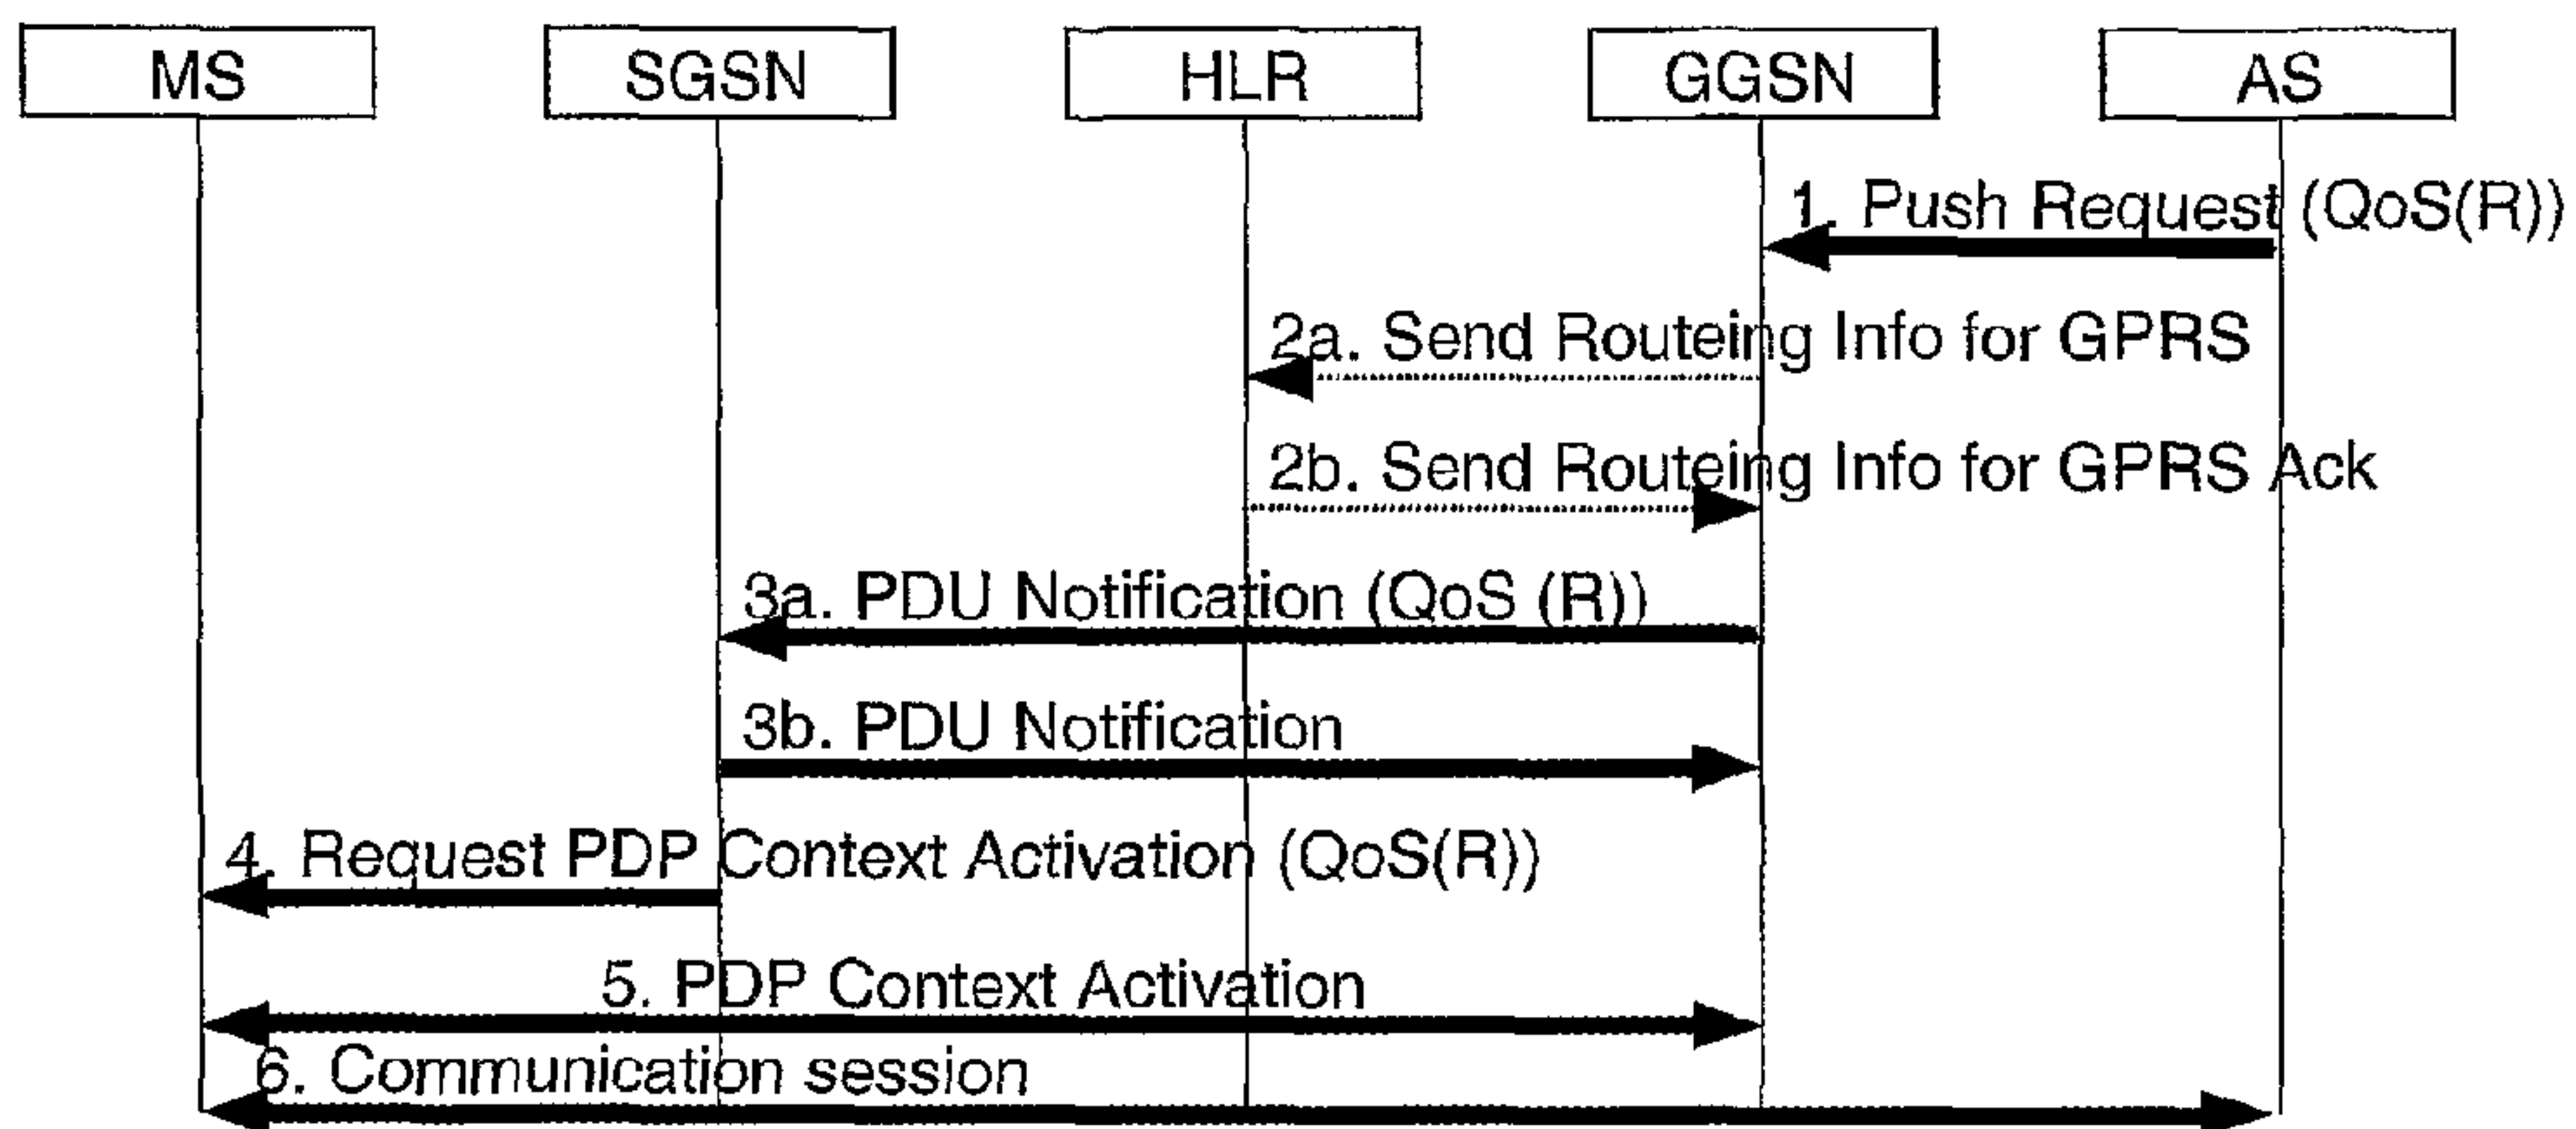 MS SGSN HLR GGSN AS
1. Push Request (QoS(R))
2a. Send Routeing Info for GPRS
2b. Send Routeing Info for GPRS Ack
3a. PDU Notification (QoS (R))
3b. PDU Notification
4. Request PDP Context Activation (QoS(R))
5. PDP Context Activation
6. Communication session